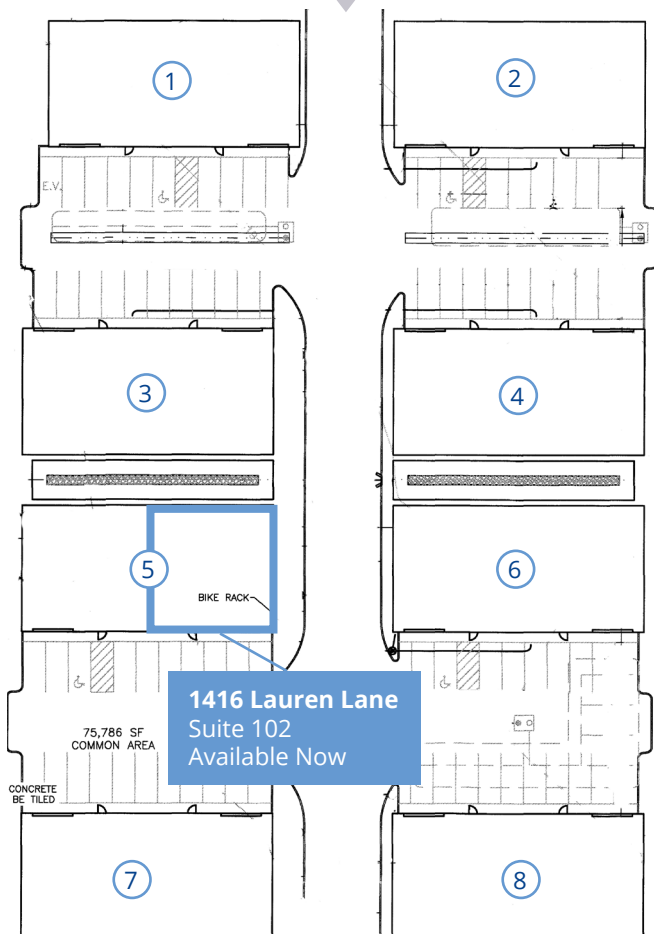 1
2
E.V.
3
4
5
6
BIKE RACK
1416 Lauren Lane
Suite 102
Available Now
75,786 SF
COMMON AREA
CONCRETE
BE TILED
7
8